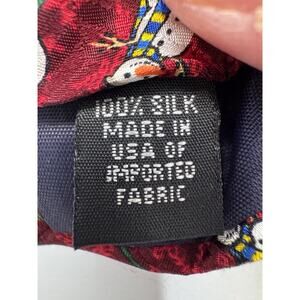 100% SILK
MADE IN
USA OF
IMPORTED
FABRIC